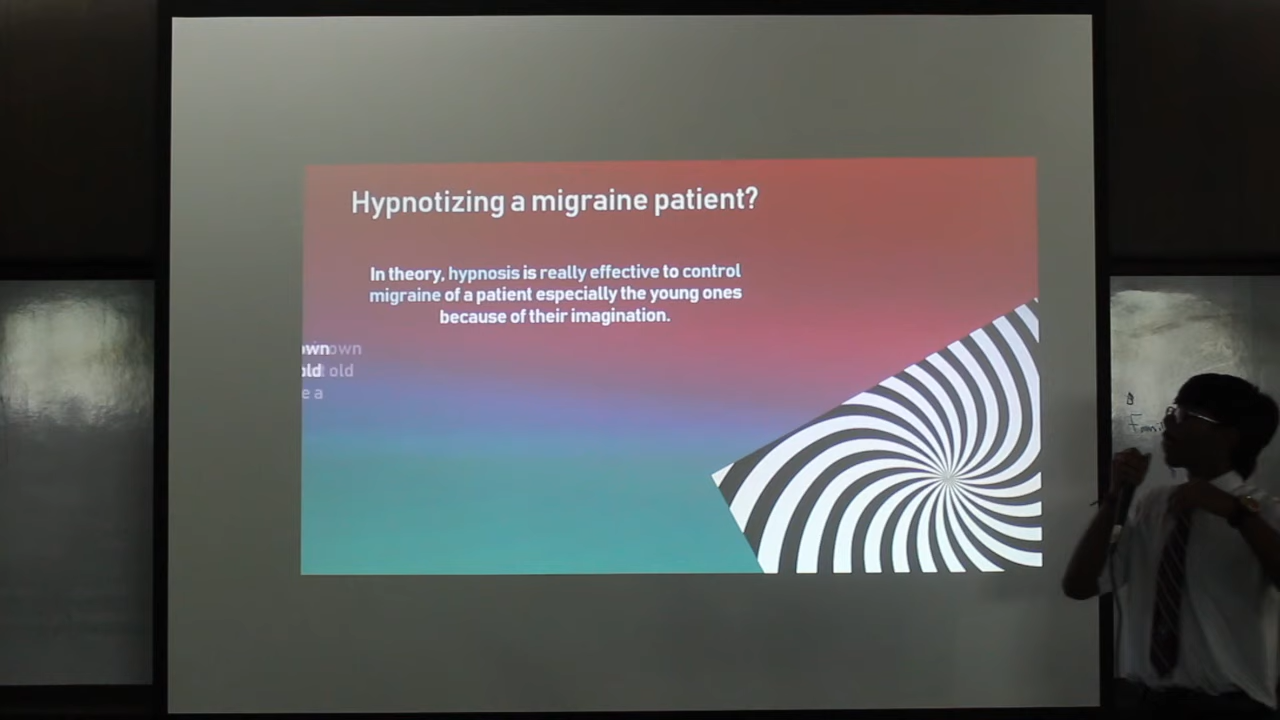 Hypnotizing a migraine patient?
In theory, hypnosis is really effective to control
migraine of a patient especially the young ones
because of their imagination.
own
old
e a